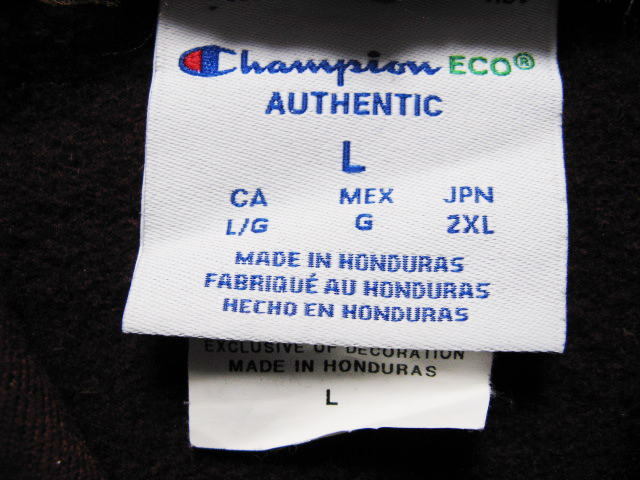 Champion ECO®
AUTHENTIC
L
CA MEX JPN
L/G G 2XL
MADE IN HONDURAS
FABRIQUÉ AU HONDURAS
HECHO EN HONDURAS
EXCLUSIVE OF DECORATION
MADE IN HONDURAS
L